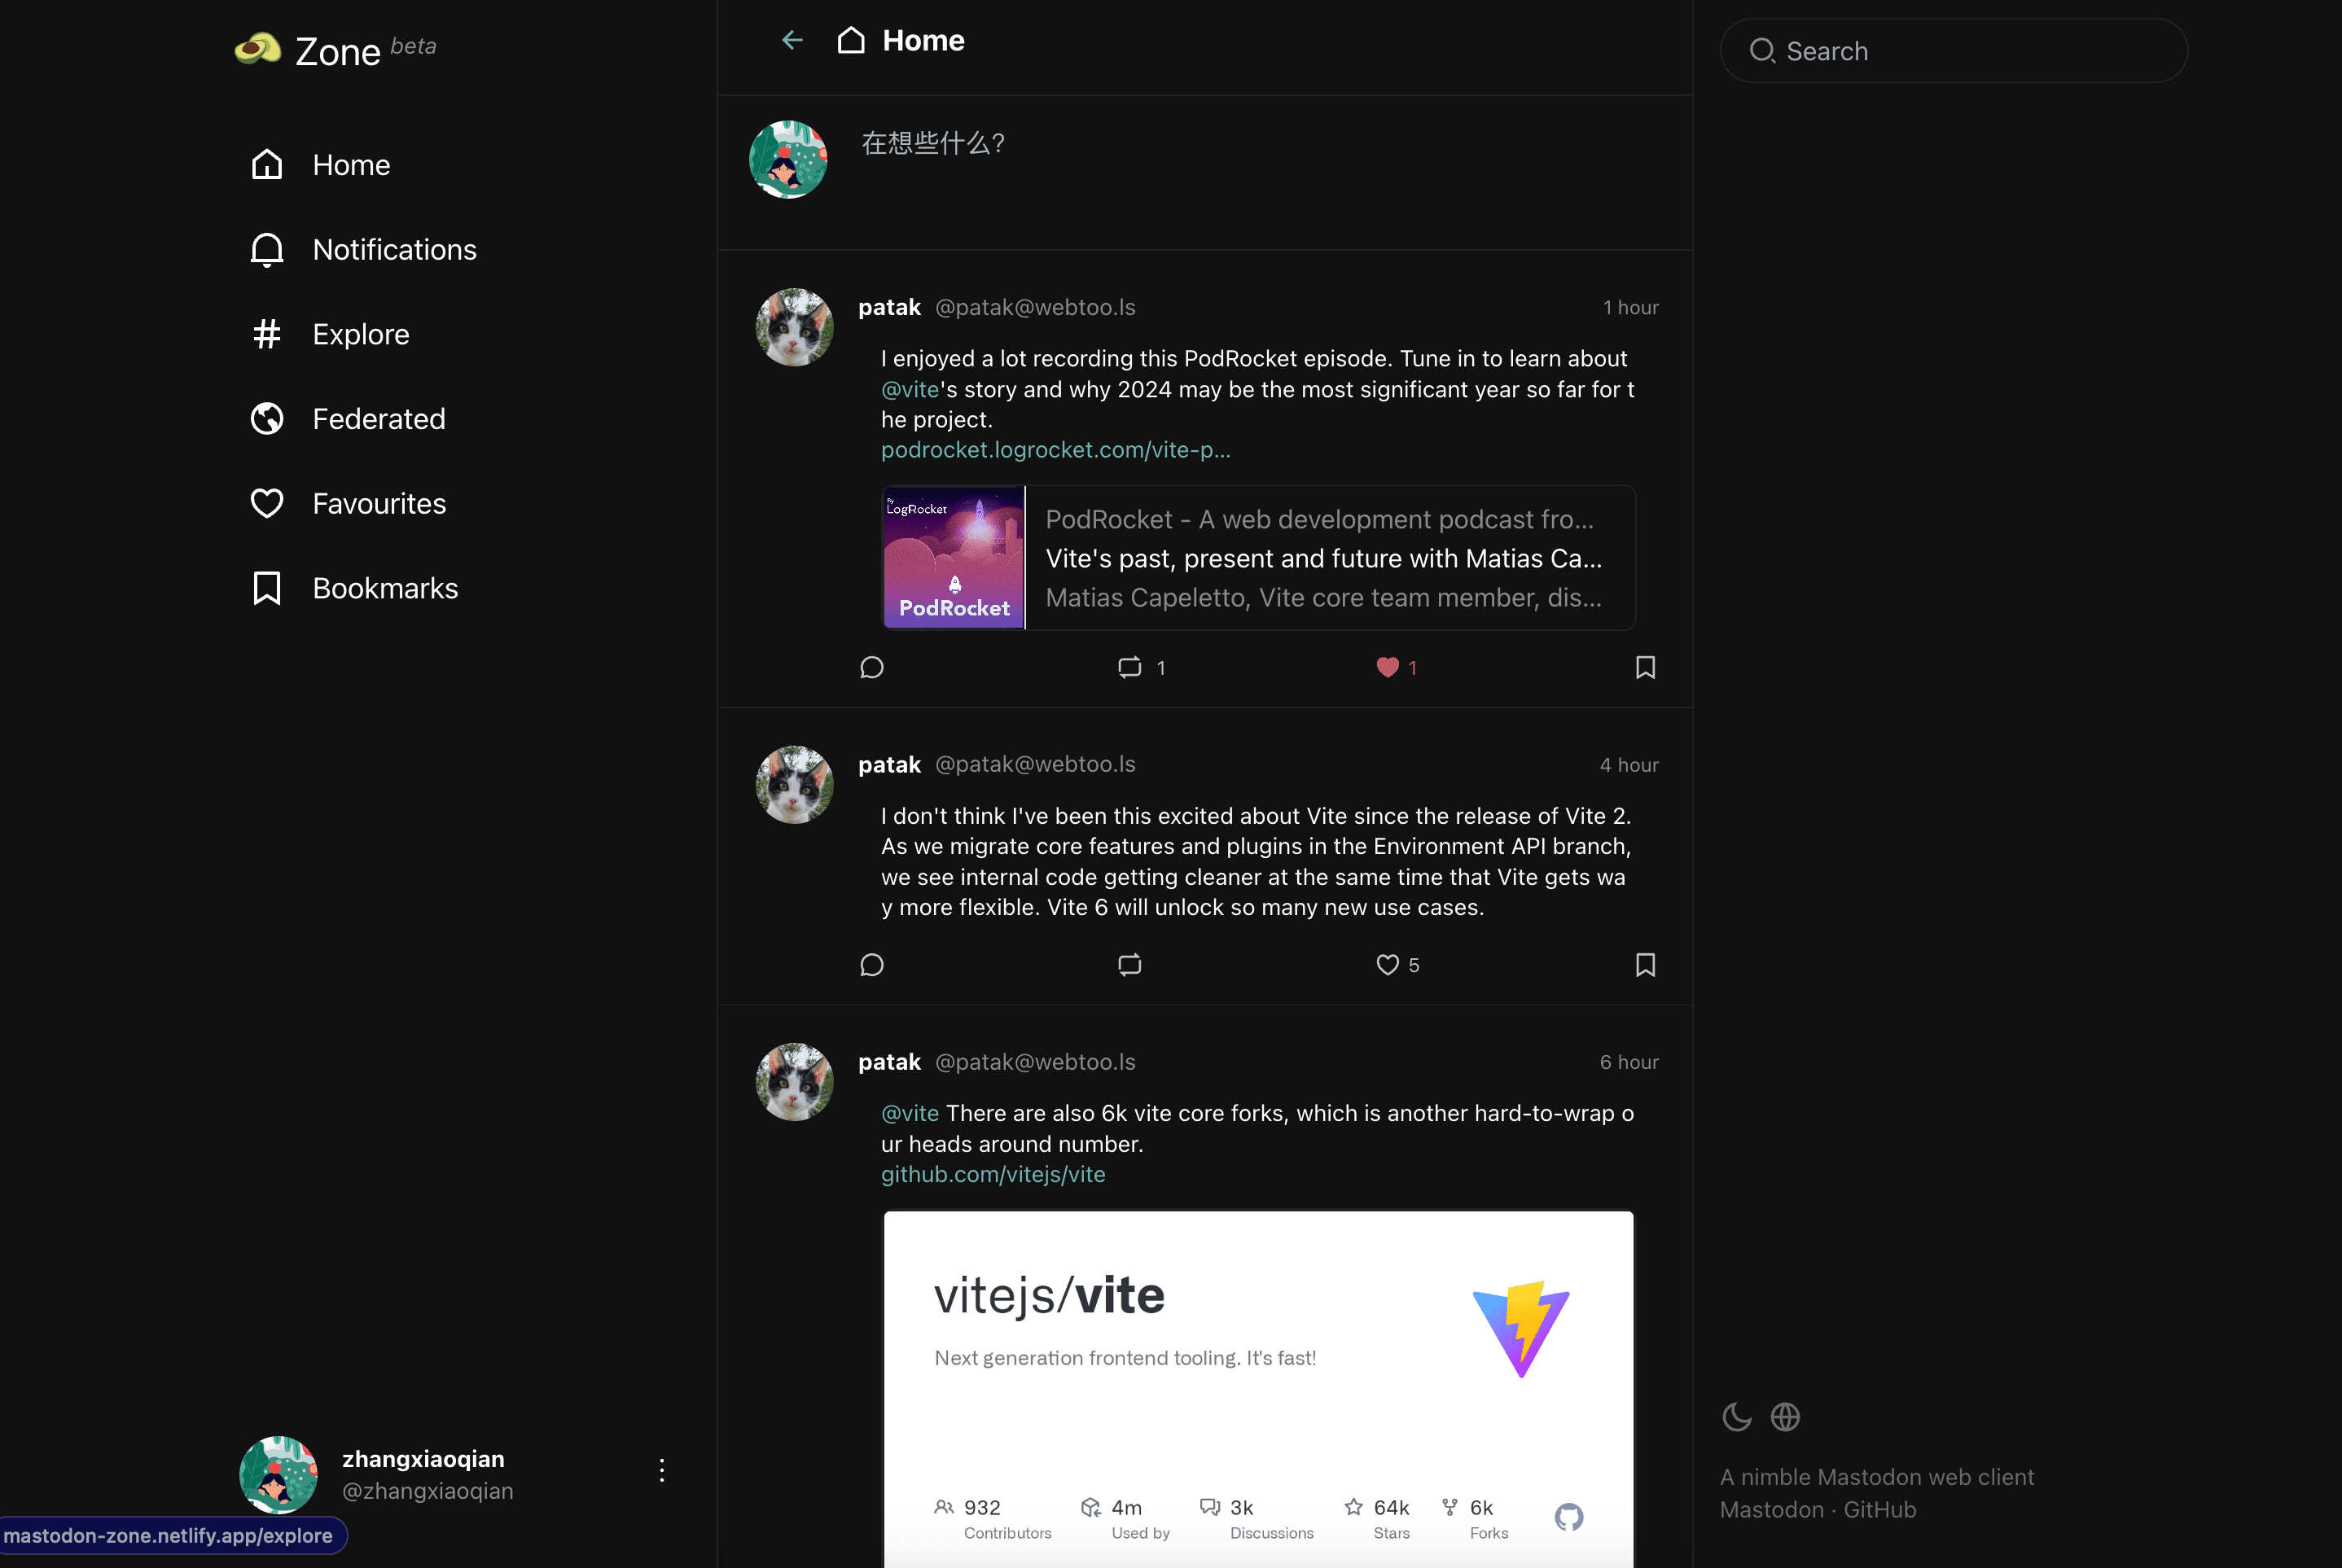 Zone beta
Home
Notifications
Explore
Federated
Favourites
Bookmarks
zhangxiaoqian
@zhangxiaoqian
mastodon-zone.netlify.app/explore
Home
在想些什么?
patak @patak@webtoo.ls 1 hour
I enjoyed a lot recording this PodRocket episode. Tune in to learn about
@vite's story and why 2024 may be the most significant year so far for t
he project.
podrocket.logrocket.com/vite-p...
By
LogRocket
PodRocket
PodRocket - A web development podcast fro...
Vite's past, present and future with Matias Ca...
Matias Capeletto, Vite core team member, dis...
1 1
patak @patak@webtoo.ls 4 hour
I don't think I've been this excited about Vite since the release of Vite 2.
As we migrate core features and plugins in the Environment API branch,
we see internal code getting cleaner at the same time that Vite gets wa
y more flexible. Vite 6 will unlock so many new use cases.
5
patak @patak@webtoo.ls 6 hour
@vite There are also 6k vite core forks, which is another hard-to-wrap o
ur heads around number.
github.com/vitejs/vite
vitejs/vite
Next generation frontend tooling. It's fast!
932 4m 3k 64k 6k
Contributors Used by Discussions Stars Forks
Search
A nimble Mastodon web client
Mastodon · GitHub